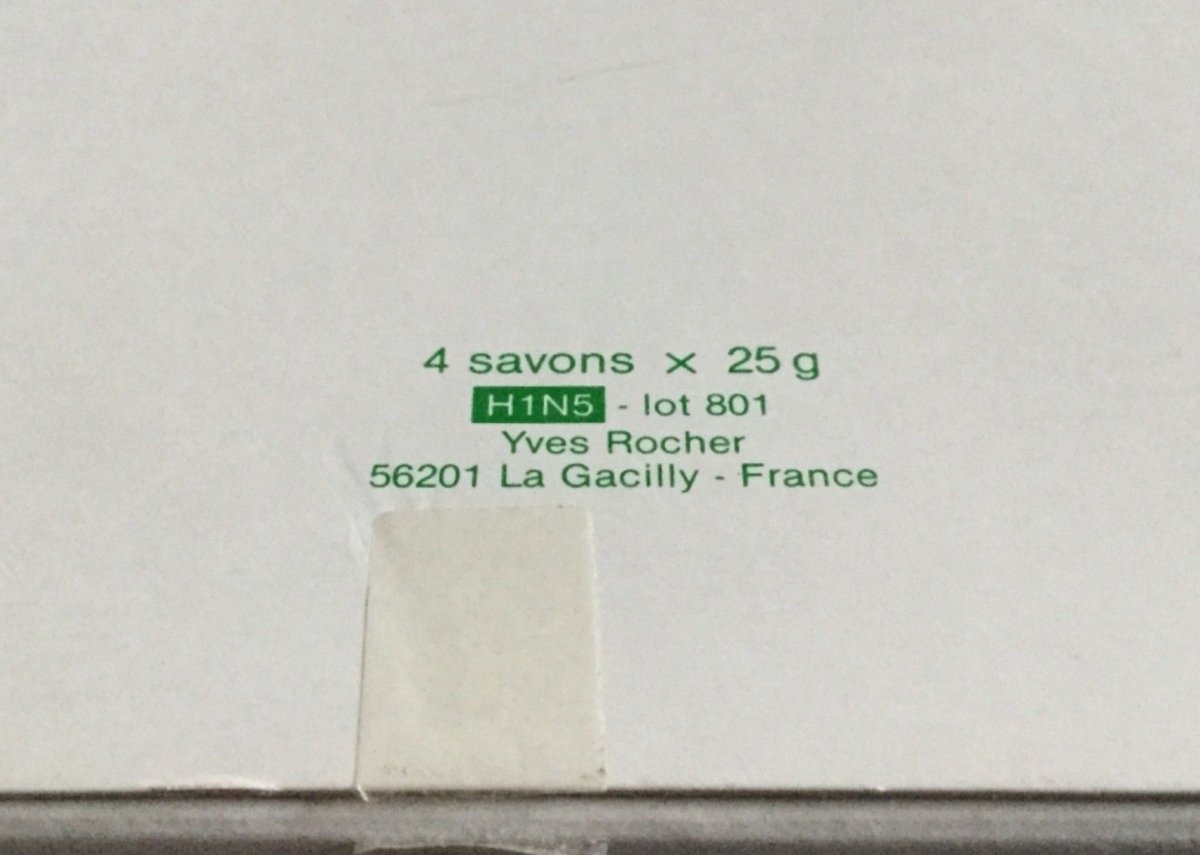 4 savons x 25 g
H1N5 - lot 801
Yves Rocher
56201 La Gacilly - France